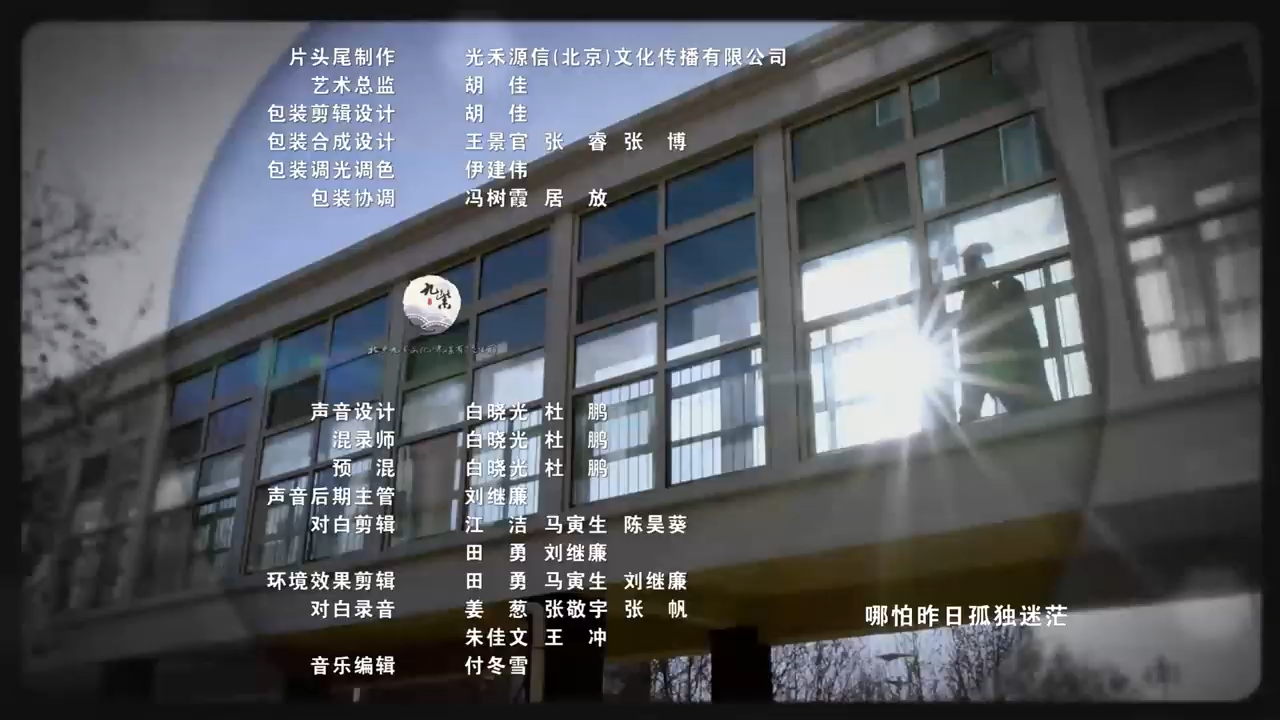 片头尾制作 光禾源信(北京)文化传播有限公司
艺术总监 胡 佳
包装剪辑设计 胡 佳
包装合成设计 王景官 张 睿 张 博
包装调光调色 伊建伟
包装协调 冯树霞 居 放
声音设计 白晓光 杜 鹏
混录师 白晓光 杜 鹏
预 混 白晓光 杜 鹏
声音后期主管 刘继廉
对白剪辑 江 洁 马寅生 陈昊葵
田 勇 刘继廉
环境效果剪辑 田 勇 马寅生 刘继廉
对白录音 姜 葱 张敬宇 张 帆
朱佳文 王 冲
音乐编辑 付冬雪
哪怕昨日孤独迷茫